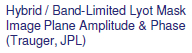 Hybrid / Band-Limited Lyot Mask
Image Plane Amplitude & Phase
(Trauger, JPL)